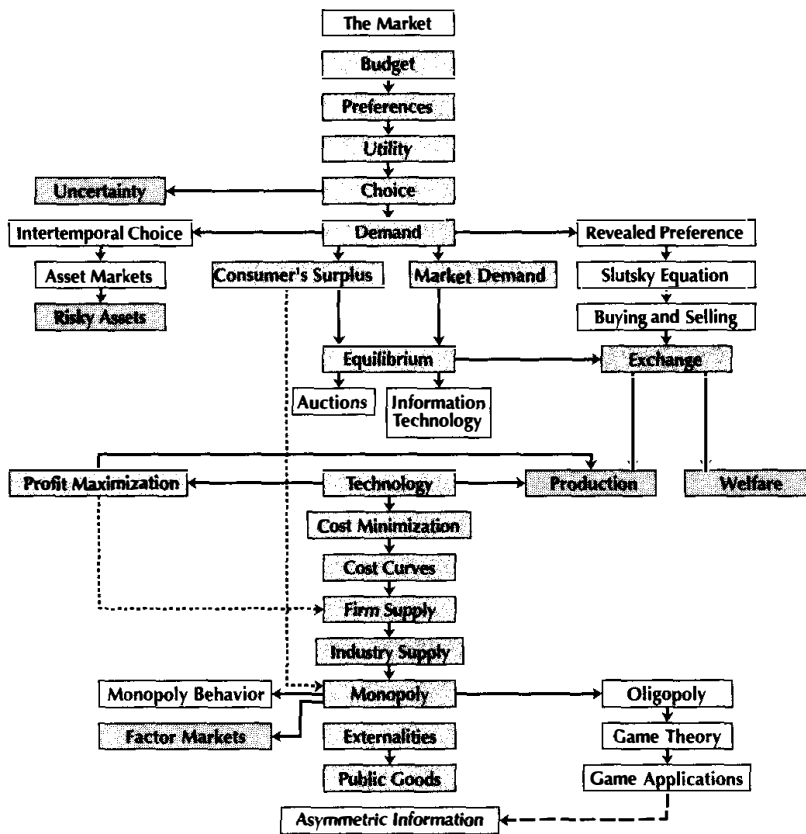 The Market
Budget
Preferences
Utility
Uncertainty
Choice
Intertemporal Choice
Demand
Revealed Preference
Asset Markets
Consumer's Surplus
Market Demand
Slutsky Equation
Risky Assets
Buying and Selling
Equilibrium
Exchange
Auctions
Information
Technology
Profit Maximization
Technology
Production
Welfare
Cost Minimization
Cost Curves
Firm Supply
Industry Supply
Monopoly Behavior
Monopoly
Oligopoly
Factor Markets
Externalities
Game Theory
Public Goods
Game Applications
Asymmetric Information